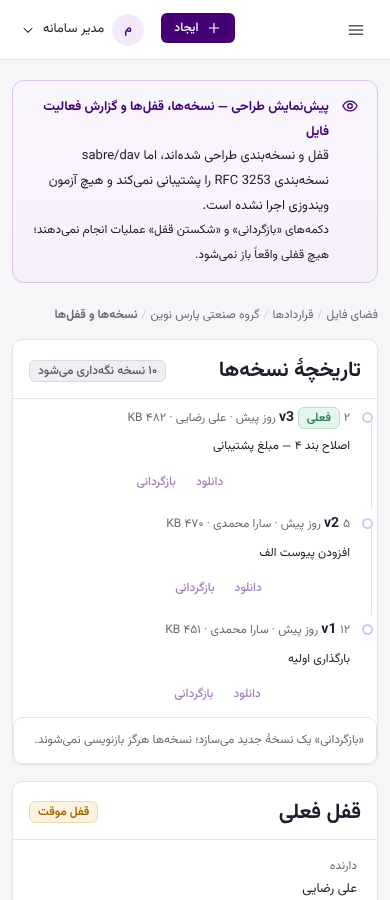 ایجاد
م
مدیر سامانه
پیش‌نمایش طراحی — نسخه‌ها، قفل‌ها و گزارش فعالیت
فایل
قفل و نسخه‌بندی طراحی شده‌اند، اما sabre/dav
نسخه‌بندی RFC 3253 را پشتیبانی نمی‌کند و هیچ آزمون
ویندوزی اجرا نشده است.
دکمه‌های «بازگردانی» و «شکستن قفل» عملیات انجام نمی‌دهند؛
هیچ قفلی واقعاً باز نمی‌شود.
فضای فایل / قراردادها / گروه صنعتی پارس نوین / نسخه‌ها و قفل‌ها
تاریخچهٔ نسخه‌ها
۱۰ نسخه نگه‌داری می‌شود
۲ فعلی v3 روز پیش · علی رضایی · ۴۸۲ KB
اصلاح بند ۴ — مبلغ پشتیبانی
دانلود بازگردانی
۵ v2 روز پیش · سارا محمدی · ۴۷۰ KB
افزودن پیوست الف
دانلود بازگردانی
۱۲ v1 روز پیش · سارا محمدی · ۴۵۱ KB
بارگذاری اولیه
دانلود بازگردانی
«بازگردانی» یک نسخهٔ جدید می‌سازد؛ نسخه‌ها هرگز بازنویسی نمی‌شوند.
قفل فعلی
قفل موقت
دارنده
علی رضایی